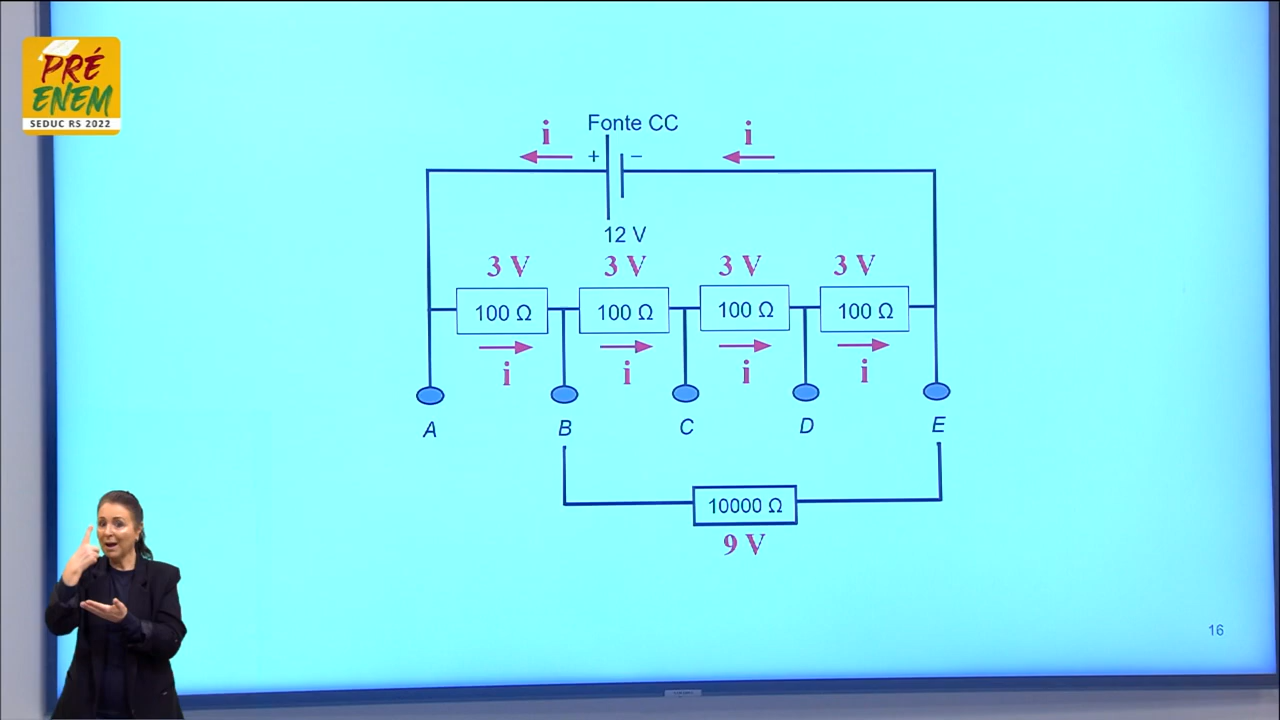 PRÉ
ENEM
SEDUC RS 2022
Fonte CC
i
i
+
–
12 V
3 V
3 V
3 V
3 V
100 Ω
100 Ω
100 Ω
100 Ω
i
i
i
i
A
B
C
D
E
10000 Ω
9 V
16